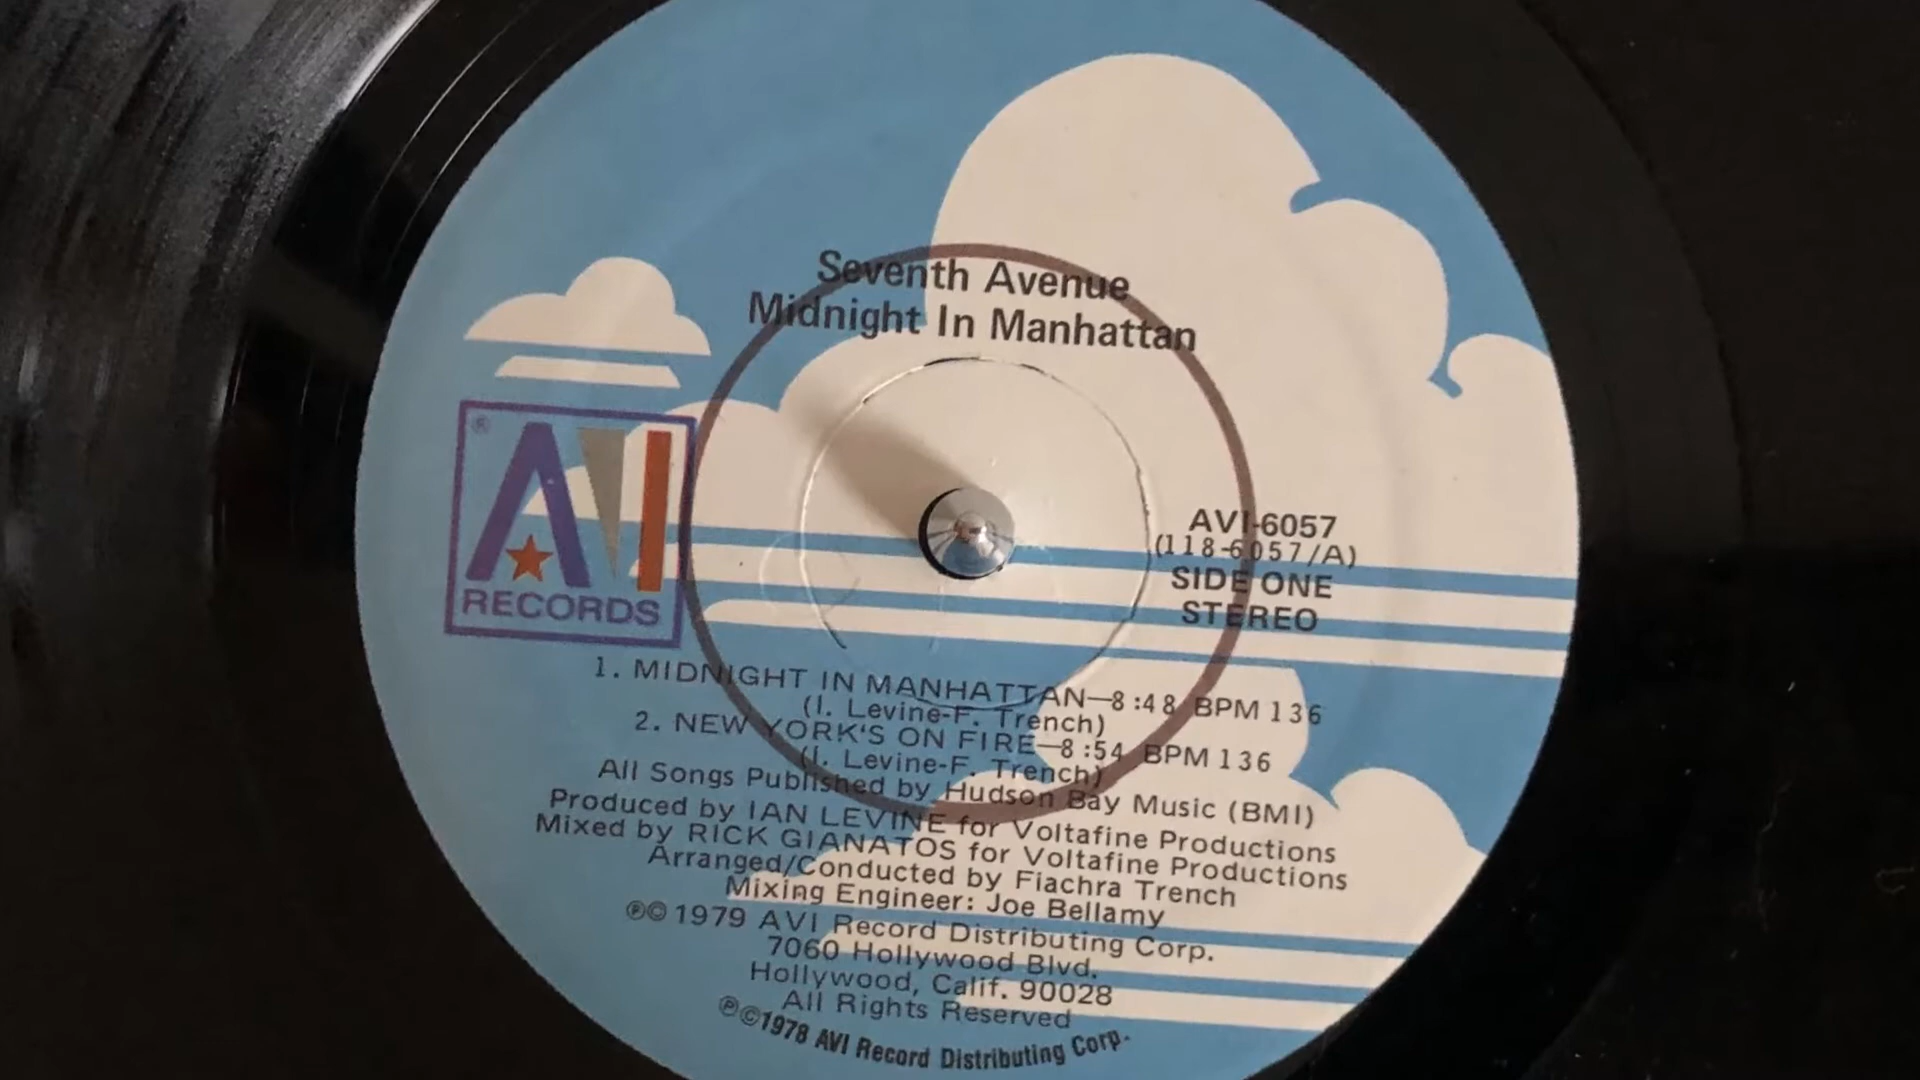 Seventh Avenue
Midnight In Manhattan
® AVI
RECORDS
AVI-6057
(118-6057/A)
SIDE ONE
STEREO
1. MIDNIGHT IN MANHATTAN—8:48 BPM 136
(I. Levine-F. Trench)
2. NEW YORK'S ON FIRE—8:54 BPM 136
(I. Levine-F. Trench)
All Songs Published by Hudson Bay Music (BMI)
Produced by IAN LEVINE for Voltafine Productions
Mixed by RICK GIANATOS for Voltafine Productions
Arranged/Conducted by Fiachra Trench
Mixing Engineer: Joe Bellamy
℗© 1979 AVI Record Distributing Corp.
7060 Hollywood Blvd.
Hollywood, Calif. 90028
All Rights Reserved
℗©1978 AVI Record Distributing Corp.